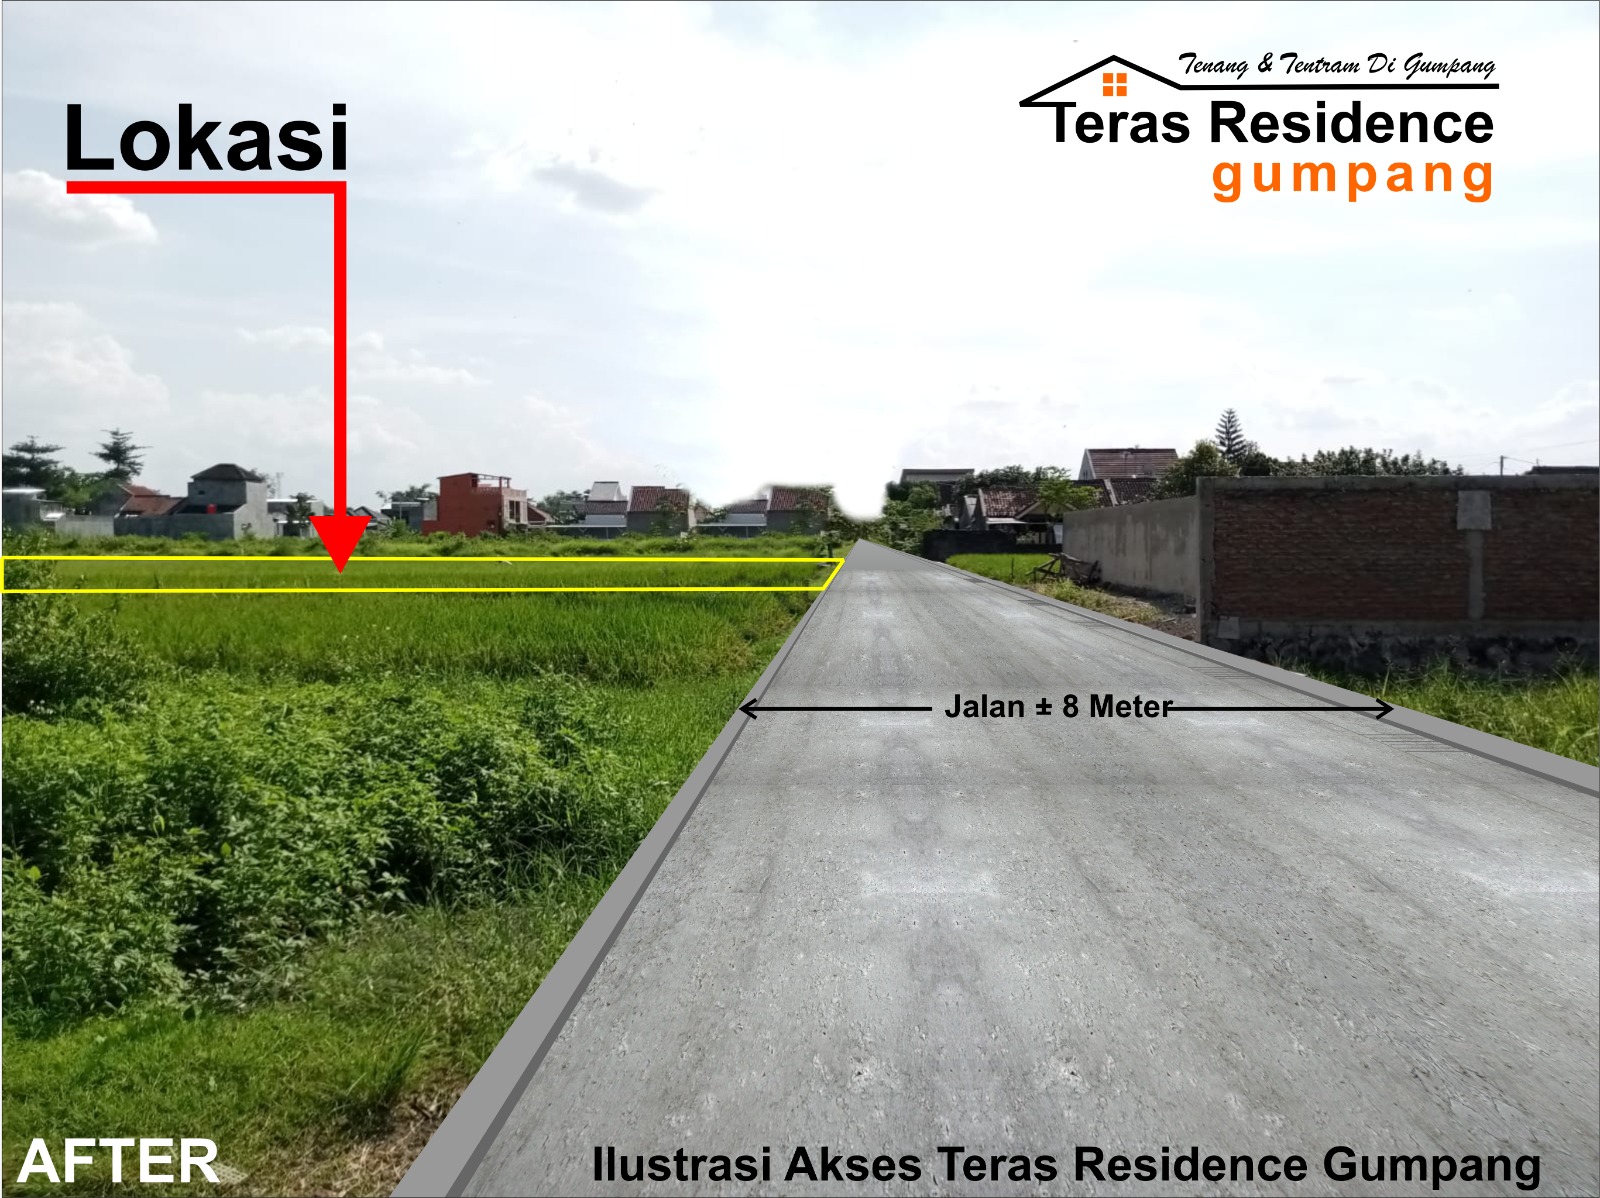 Lokasi
Tenang & Tentram Di Gumpang
Teras Residence
gumpang
Jalan ± 8 Meter
AFTER
Ilustrasi Akses Teras Residence Gumpang